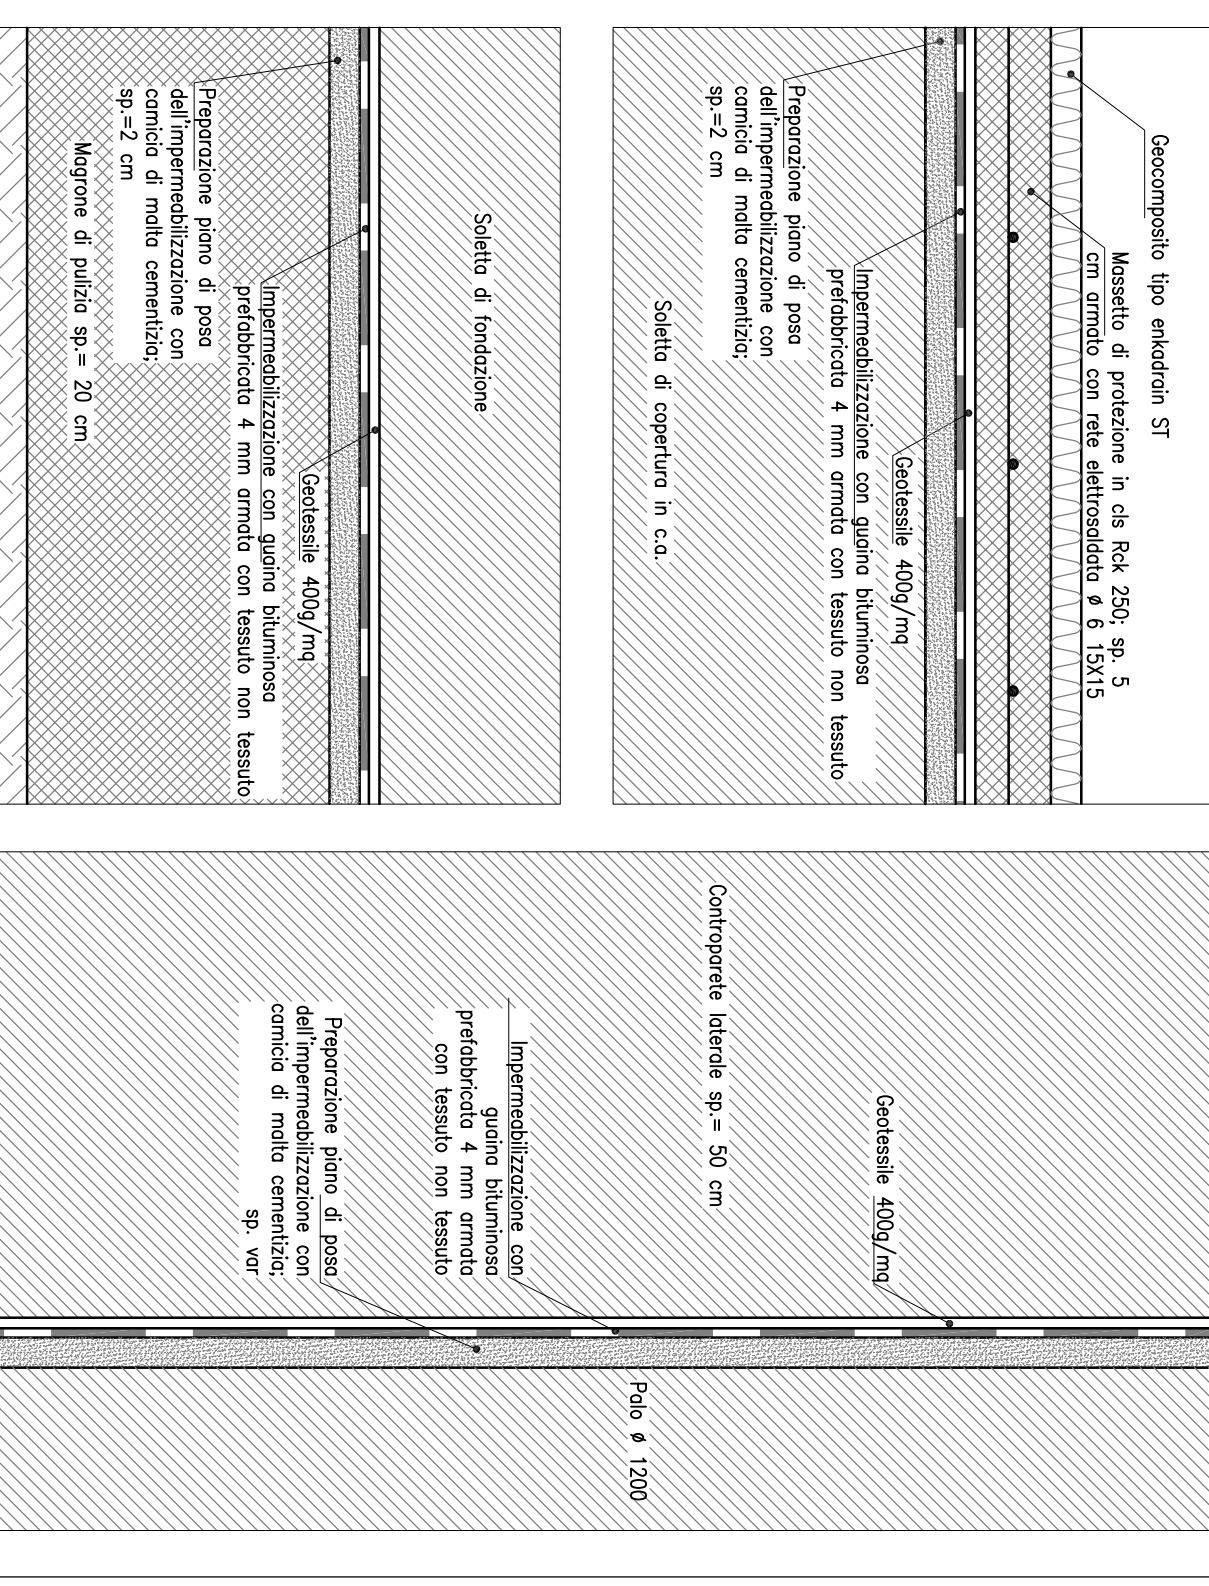 Geocomposito tipo enkadrain ST
Massetto di protezione in cls Rck 250; sp. 5
cm armato con rete elettrosaldata ø 6 15X15
Geotessile 400g/mq
Impermeabilizzazione con guaina bituminosa
prefabbricata 4 mm armata con tessuto non tessuto
Preparazione piano di posa
dell'impermeabilizzazione con
camicia di malta cementizia;
sp.=2 cm
Soletta di copertura in c.a.
Soletta di fondazione
Geotessile 400g/mq
Impermeabilizzazione con guaina bituminosa
prefabbricata 4 mm armata con tessuto non tessuto
Preparazione piano di posa
dell'impermeabilizzazione con
camicia di malta cementizia;
sp.=2 cm
Magrone di pulizia sp.= 20 cm
Geotessile 400g/mq
Controparete laterale sp.= 50 cm
Palo ø 1200
Impermeabilizzazione con
guaina bituminosa
prefabbricata 4 mm armata
con tessuto non tessuto
Preparazione piano di posa
dell'impermeabilizzazione con
camicia di malta cementizia;
sp. var